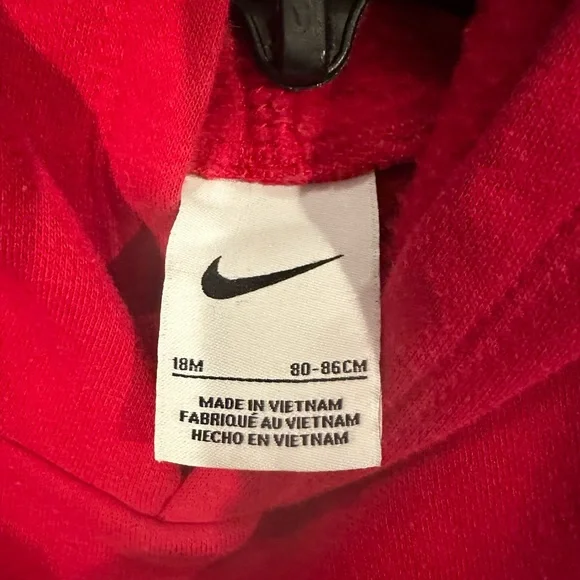 18M 80-86CM
MADE IN VIETNAM
FABRIQUÉ AU VIETNAM
HECHO EN VIETNAM